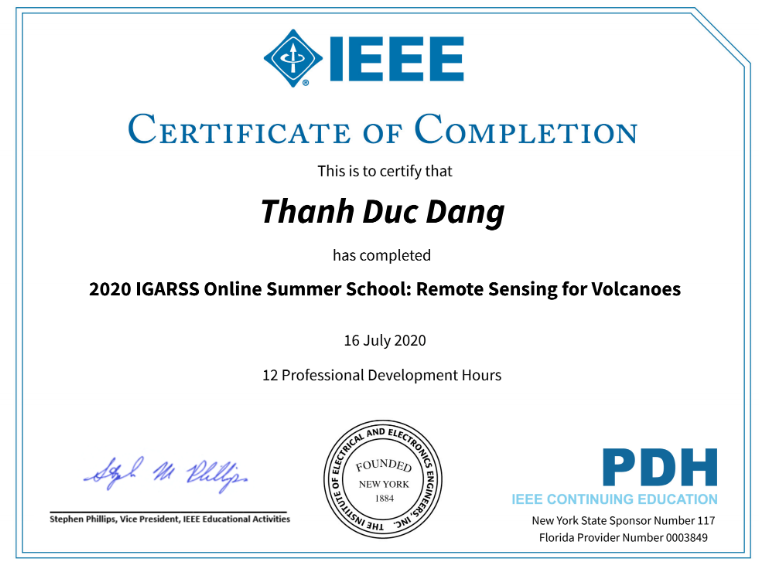 IEEE
CERTIFICATE OF COMPLETION
This is to certify that
Thanh Duc Dang
has completed
2020 IGARSS Online Summer School: Remote Sensing for Volcanoes
16 July 2020
12 Professional Development Hours
Steph M Phillips
Stephen Phillips, Vice President, IEEE Educational Activities
THE INSTITUTE OF ELECTRICAL AND ELECTRONICS ENGINEERS, INC.
FOUNDED
NEW YORK
1884
PDH
IEEE CONTINUING EDUCATION
New York State Sponsor Number 117
Florida Provider Number 0003849